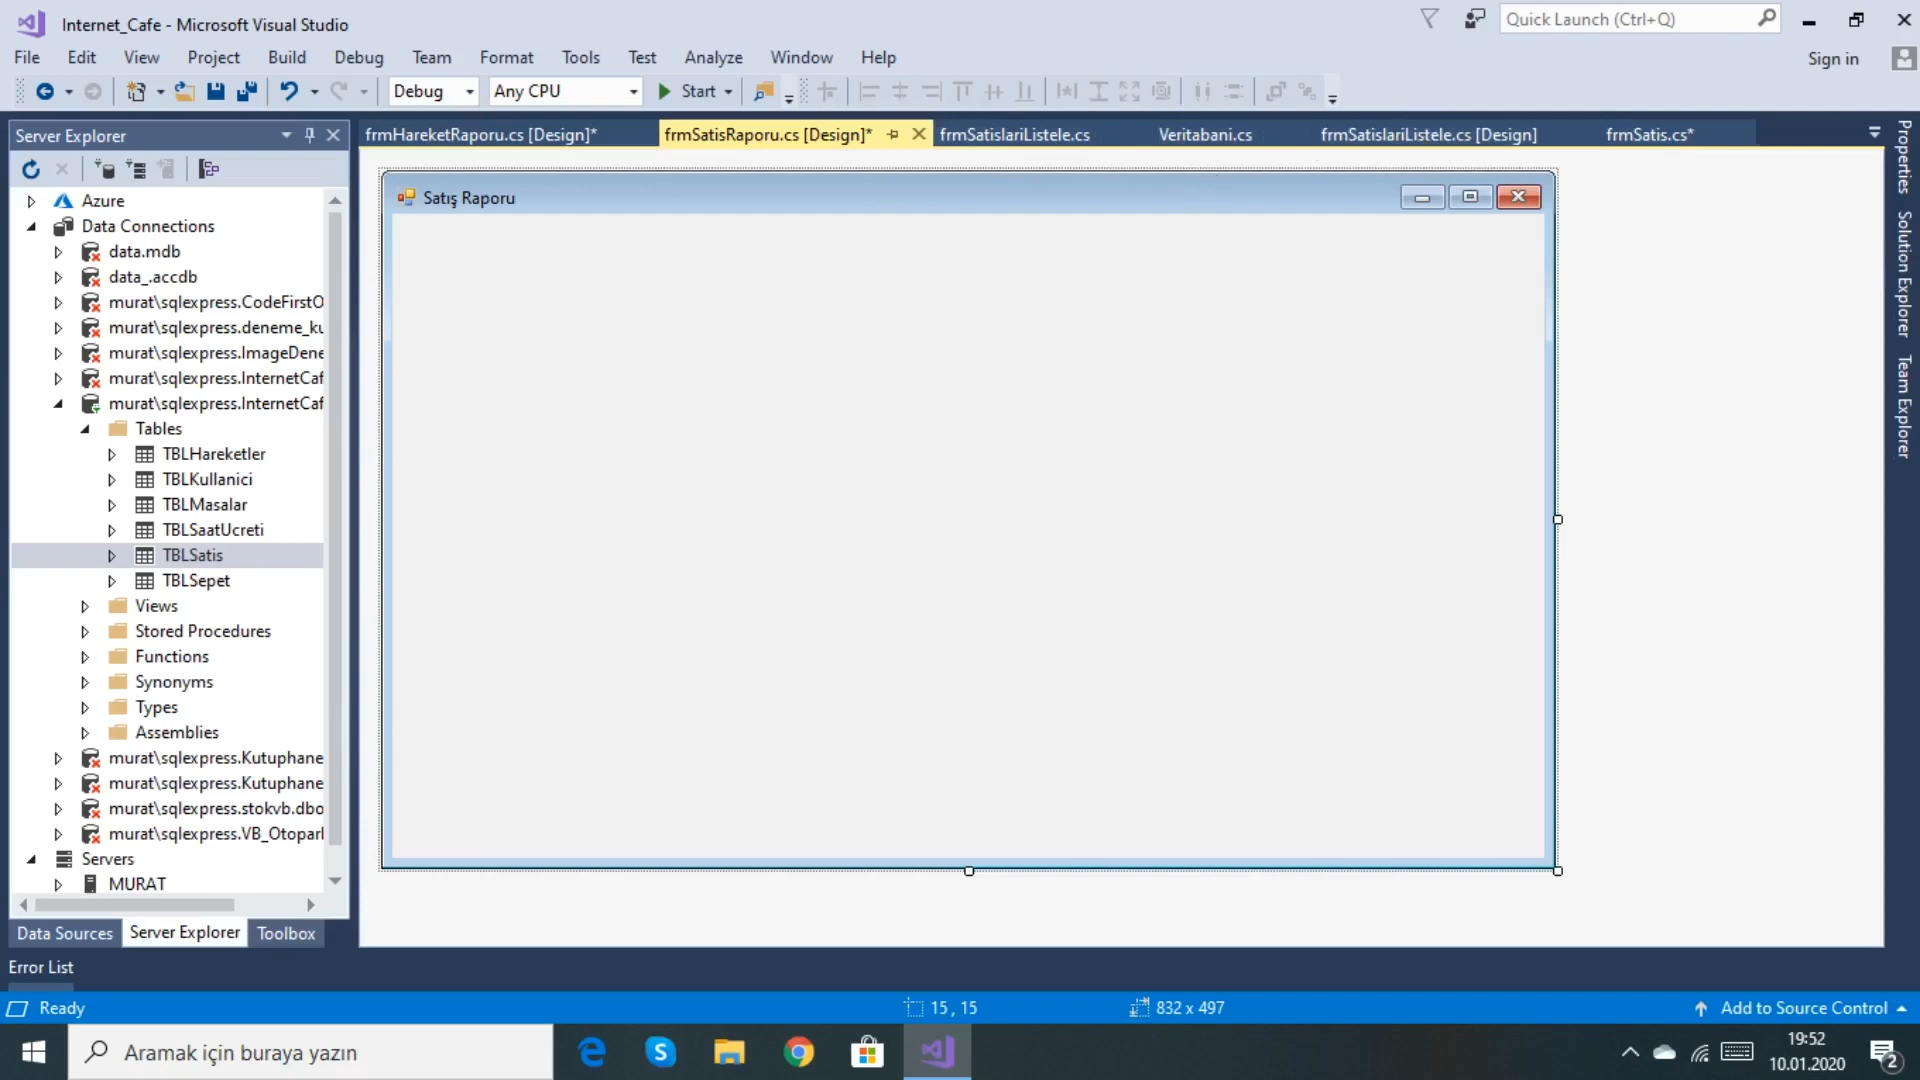 Internet_Cafe - Microsoft Visual Studio
Quick Launch (Ctrl+Q)
File Edit View Project Build Debug Team Format Tools Test Analyze Window Help
Sign in
Debug Any CPU Start
Server Explorer
frmHareketRaporu.cs [Design]* frmSatisRaporu.cs [Design]* frmSatislariListele.cs Veritabani.cs frmSatislariListele.cs [Design] frmSatis.cs*
Azure
Data Connections
data.mdb
data_.accdb
murat\sqlexpress.CodeFirstO
murat\sqlexpress.deneme_ku
murat\sqlexpress.ImageDene
murat\sqlexpress.InternetCaf
murat\sqlexpress.InternetCaf
Tables
TBLHareketler
TBLKullanici
TBLMasalar
TBLSaatUcreti
TBLSatis
TBLSepet
Views
Stored Procedures
Functions
Synonyms
Types
Assemblies
murat\sqlexpress.Kutuphane
murat\sqlexpress.Kutuphane
murat\sqlexpress.stokvb.dbo
murat\sqlexpress.VB_Otoparl
Servers
MURAT
Data Sources Server Explorer Toolbox
Satış Raporu
Properties
Solution Explorer
Team Explorer
Error List
Ready
15 , 15
832 x 497
Add to Source Control
Aramak için buraya yazın
19:52
10.01.2020
2